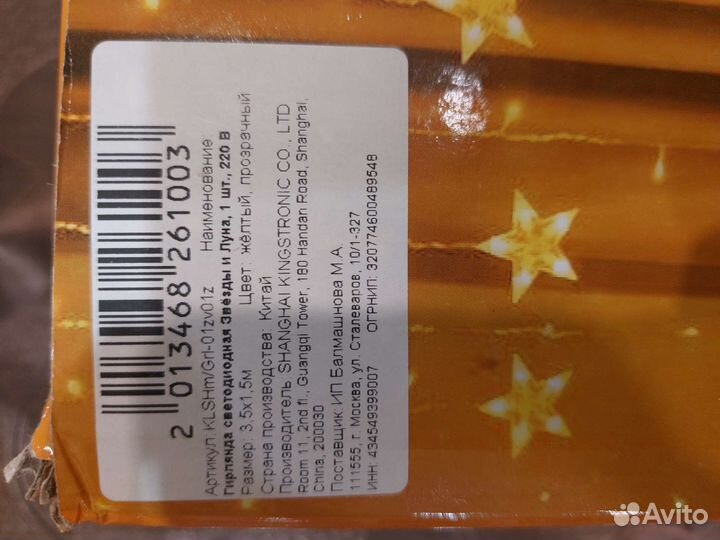 2 013468 261003
Артикул: KLSHm/Grl-01zv01z Наименование:
Гирлянда светодиодная Звёзды и Луна, 1 шт., 220 В
Размер: 3,5х1,5м Цвет: жёлтый, прозрачный
Страна производства: Китай
Производитель SHANGHAI KINGSTRONIC CO., LTD
Room 11, 2nd fl., Guangqi Tower, 180 Handan Road, Shanghai,
China, 200030
Поставщик: ИП Балмашнова М.А,
111555, г. Москва, ул. Сталеваров, 10/1-327
ИНН: 434549399007 ОГРНИП: 320774600489548
Avito